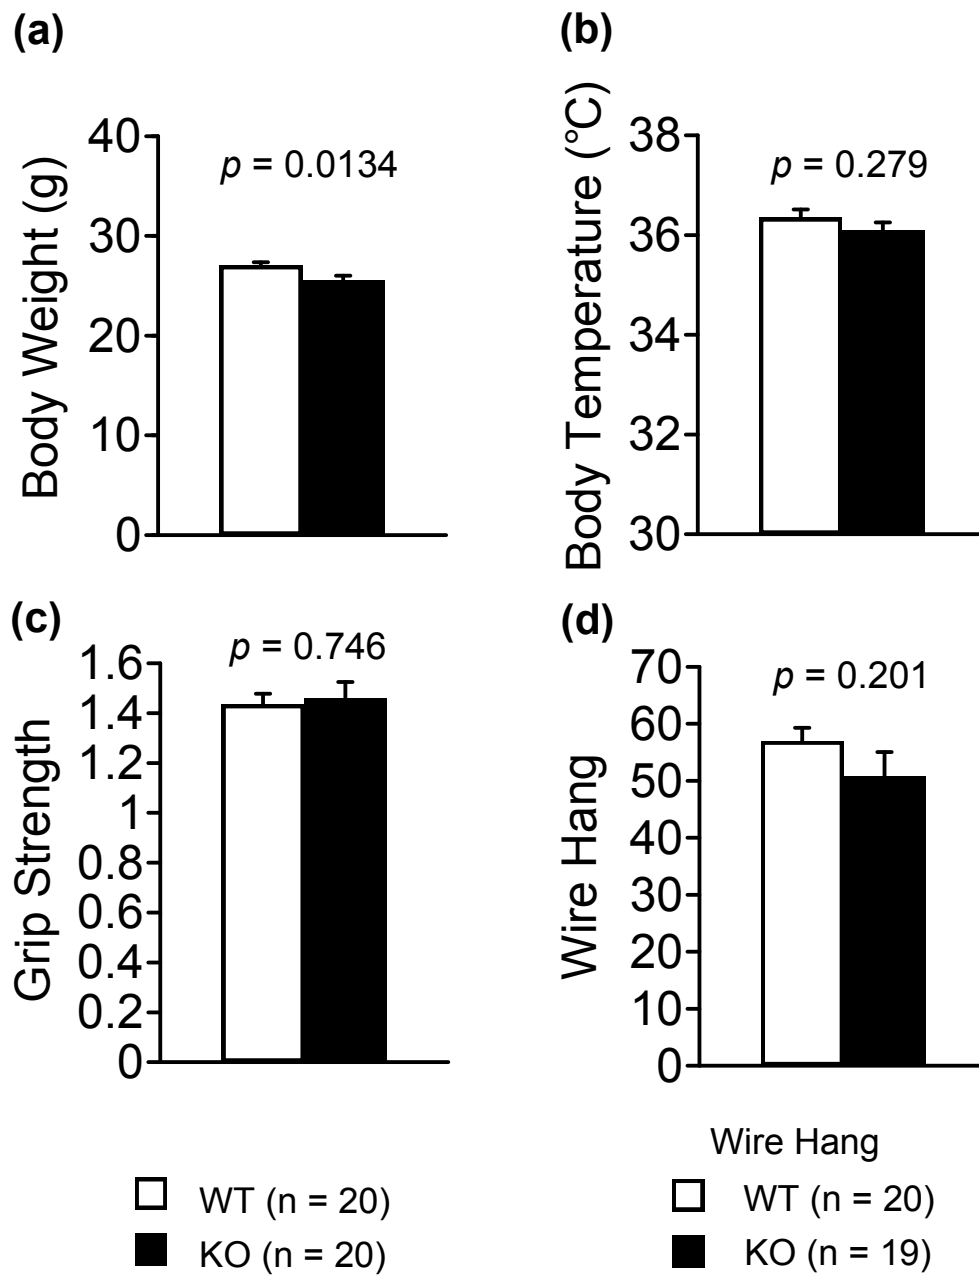 (a)
Body Weight (g)
40
30
20
10
0
p = 0.0134
(b)
Body Temperature (°C)
38
36
34
32
30
p = 0.279
(c)
Grip Strength
1.6
1.4
1.2
1
0.8
0.6
0.4
0.2
0
p = 0.746
(d)
Wire Hang
70
60
50
40
30
20
10
0
p = 0.201
WT (n = 20)
KO (n = 20)
Wire Hang
WT (n = 20)
KO (n = 19)